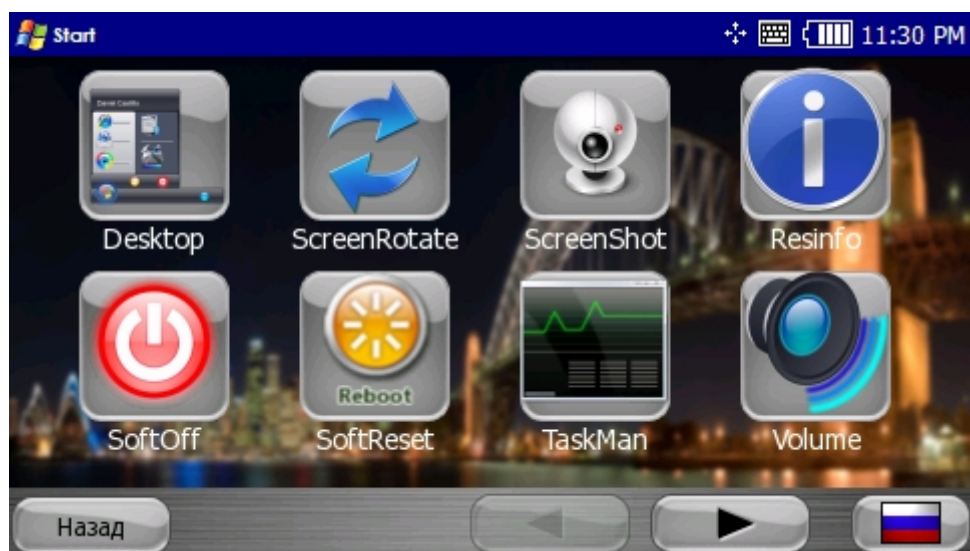 Start 11:30 PM
Desktop ScreenRotate ScreenShot Resinfo
Reboot
SoftOff SoftReset TaskMan Volume
Назад